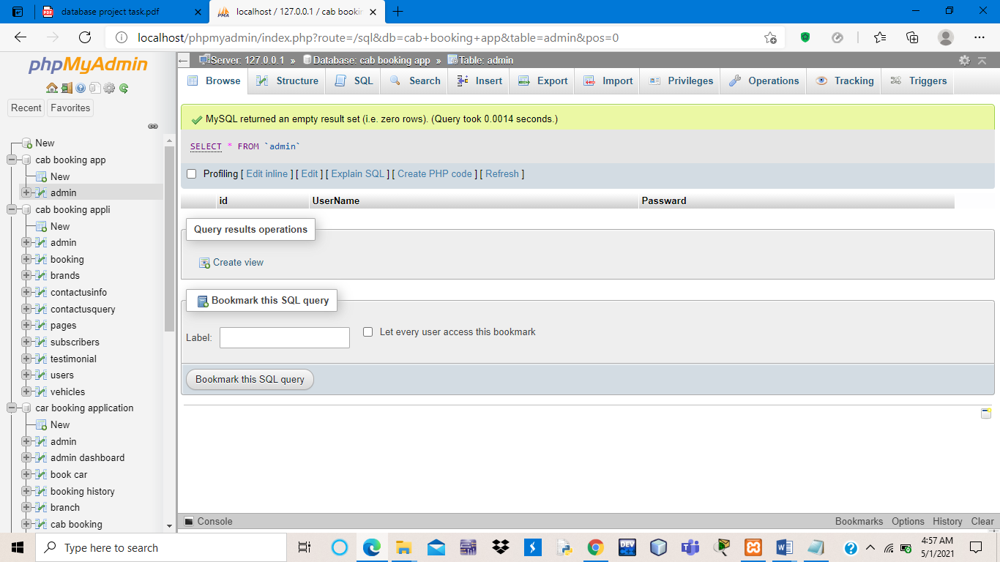 database project task.pdf
localhost / 127.0.0.1 / cab bookin
localhost/phpmyadmin/index.php?route=/sql&db=cab+booking+app&table=admin&pos=0
phpMyAdmin
Recent Favorites
New
cab booking app
New
admin
cab booking appli
New
admin
booking
brands
contactusinfo
contactusquery
pages
subscribers
testimonial
users
vehicles
car booking application
New
admin
admin dashboard
book car
booking history
branch
cab booking
Server: 127.0.0.1 » Database: cab booking app » Table: admin
Browse Structure SQL Search Insert Export Import Privileges Operations Tracking Triggers
MySQL returned an empty result set (i.e. zero rows). (Query took 0.0014 seconds.)
SELECT * FROM `admin`
Profiling [ Edit inline ] [ Edit ] [ Explain SQL ] [ Create PHP code ] [ Refresh ]
id UserName Passward
Query results operations
Create view
Bookmark this SQL query
Label: Let every user access this bookmark
Bookmark this SQL query
Console Bookmarks Options History Clear
Type here to search
4:57 AM
5/1/2021